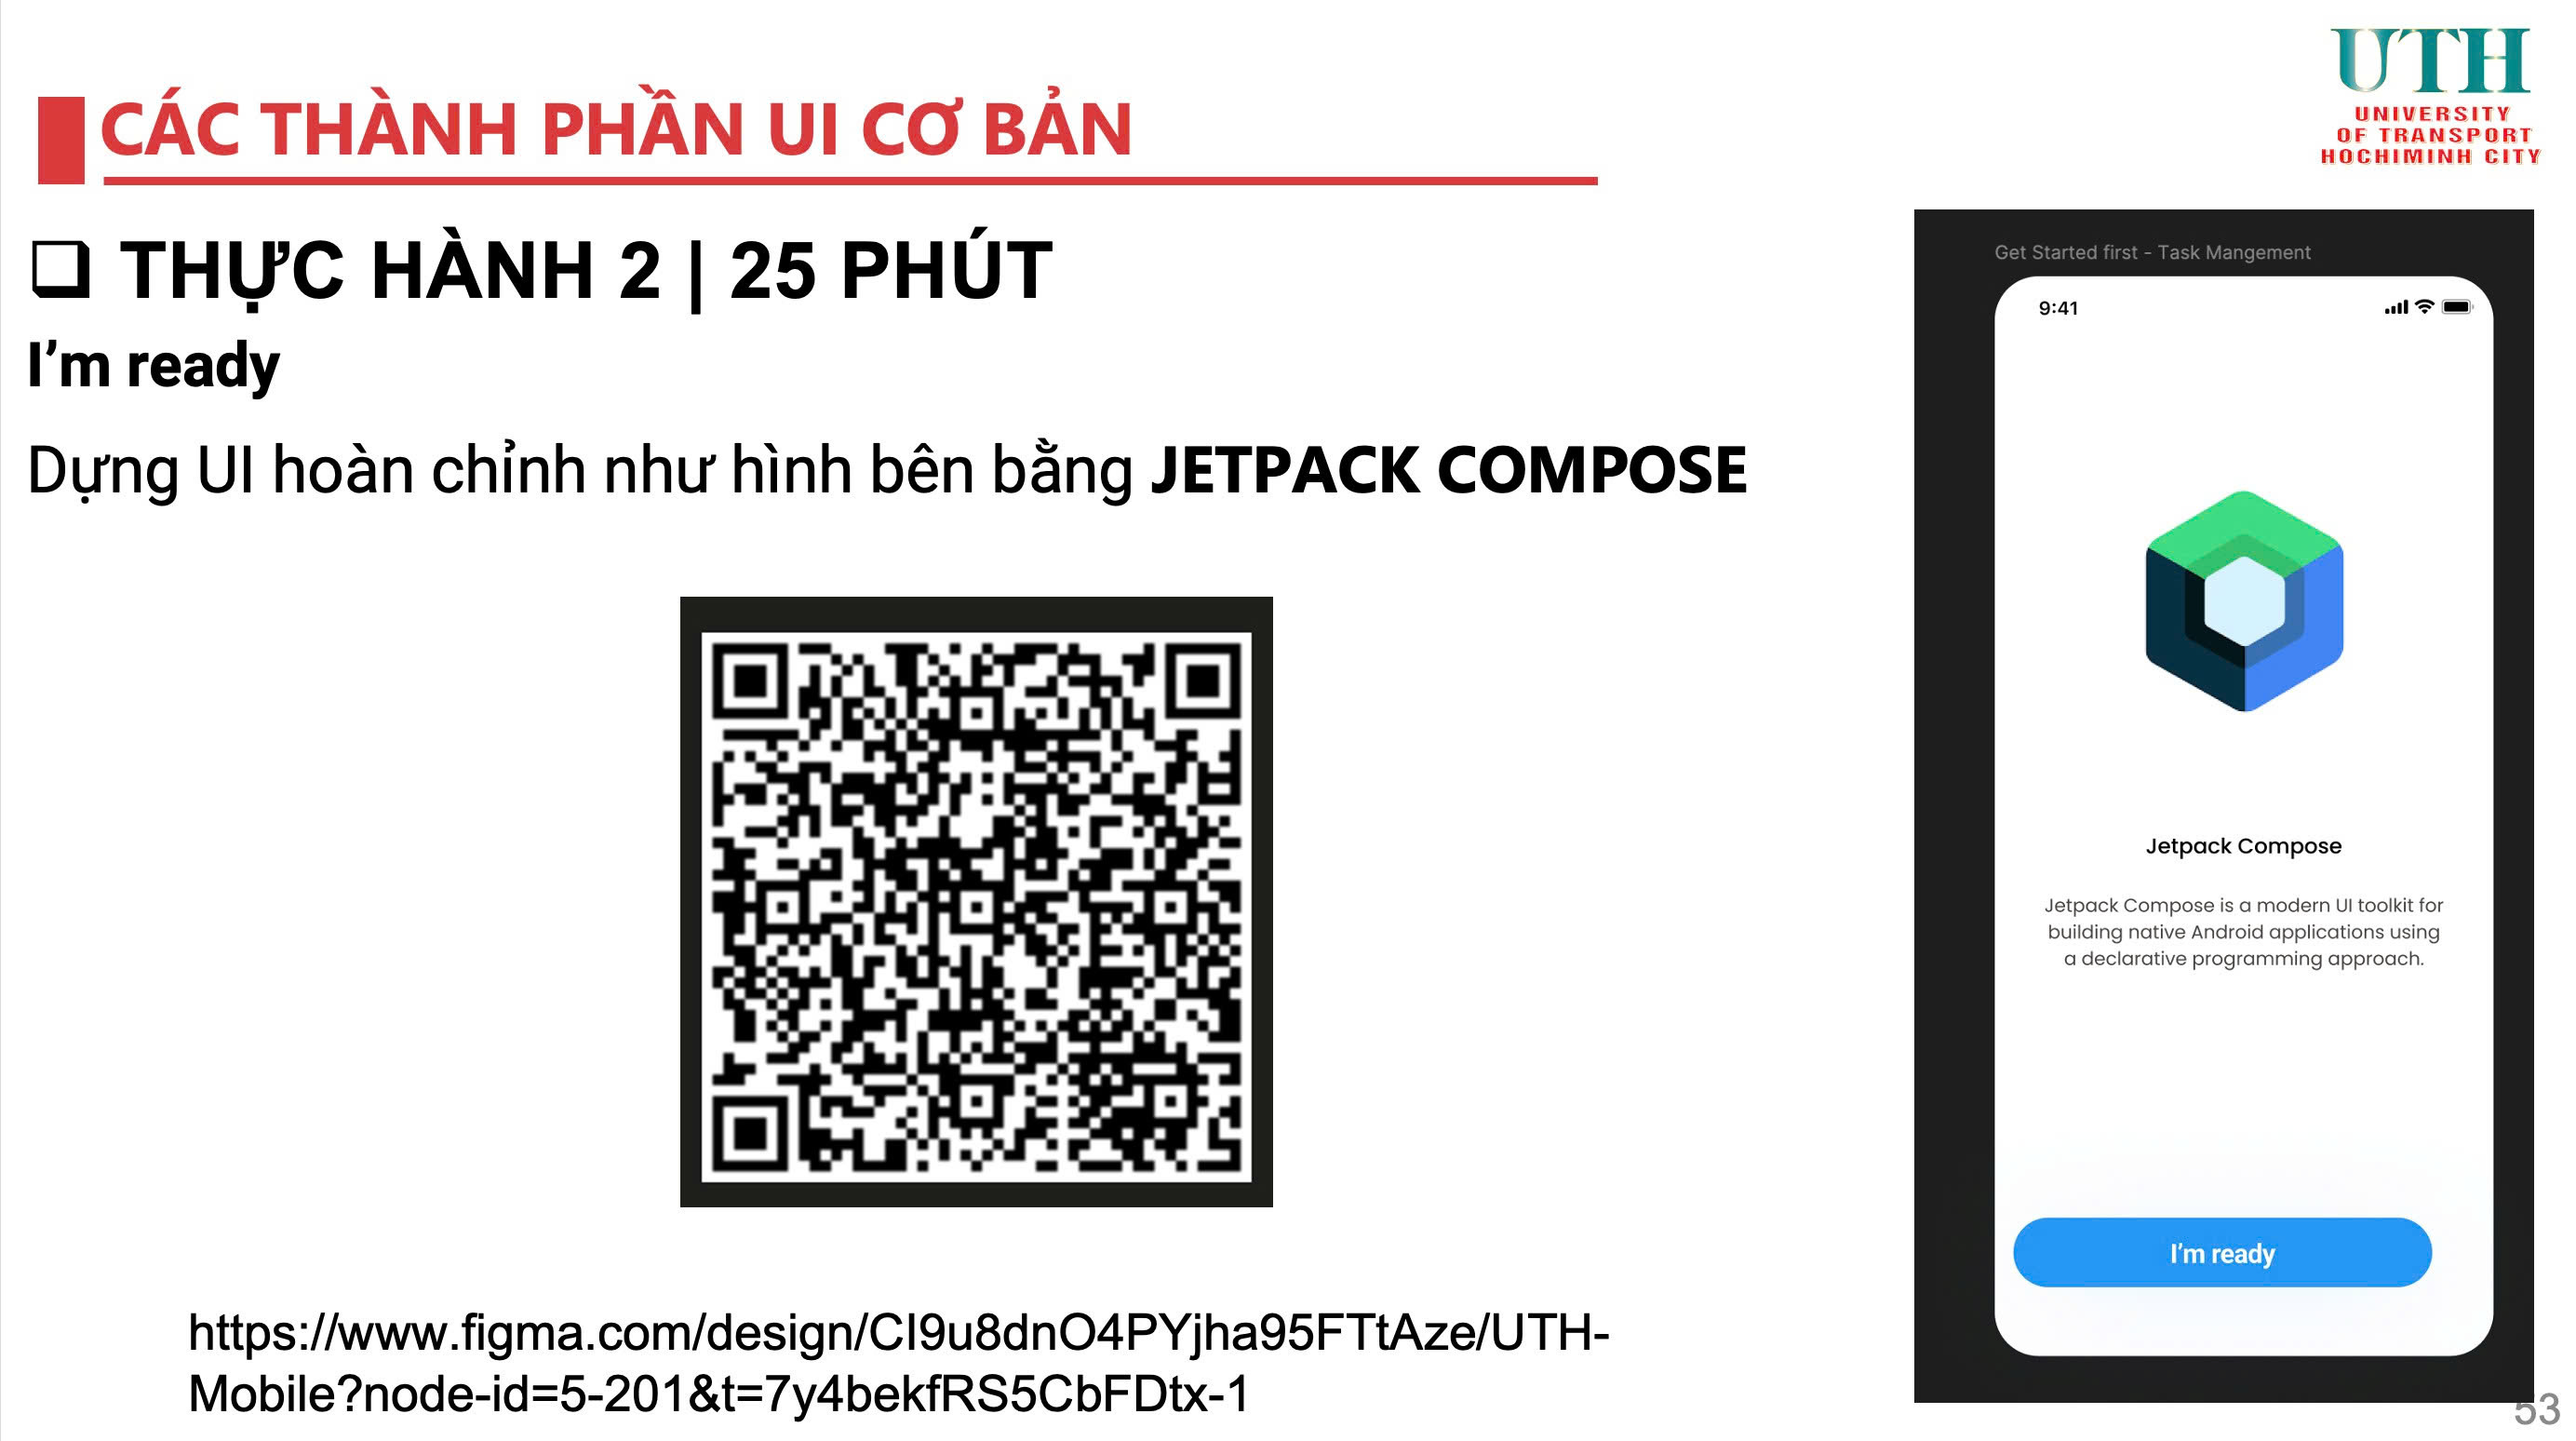 UTH
UNIVERSITY
OF TRANSPORT
HOCHIMINH CITY
CÁC THÀNH PHẦN UI CƠ BẢN
❑ THỰC HÀNH 2 | 25 PHÚT
I’m ready
Dựng UI hoàn chỉnh như hình bên bằng JETPACK COMPOSE
https://www.figma.com/design/CI9u8dnO4PYjha95FTtAze/UTH-
Mobile?node-id=5-201&t=7y4bekfRS5CbFDtx-1
Get Started first - Task Mangement
9:41
Jetpack Compose
Jetpack Compose is a modern UI toolkit for
building native Android applications using
a declarative programming approach.
I’m ready
53